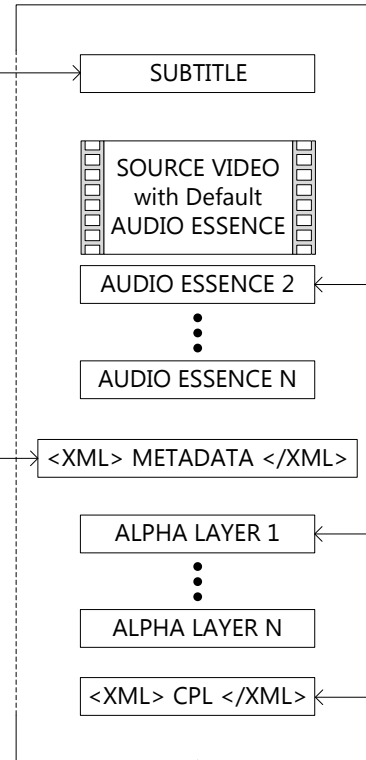 SUBTITLE
SOURCE VIDEO
with Default
AUDIO ESSENCE
AUDIO ESSENCE 2
AUDIO ESSENCE N
<XML> METADATA </XML>
ALPHA LAYER 1
ALPHA LAYER N
<XML> CPL </XML>